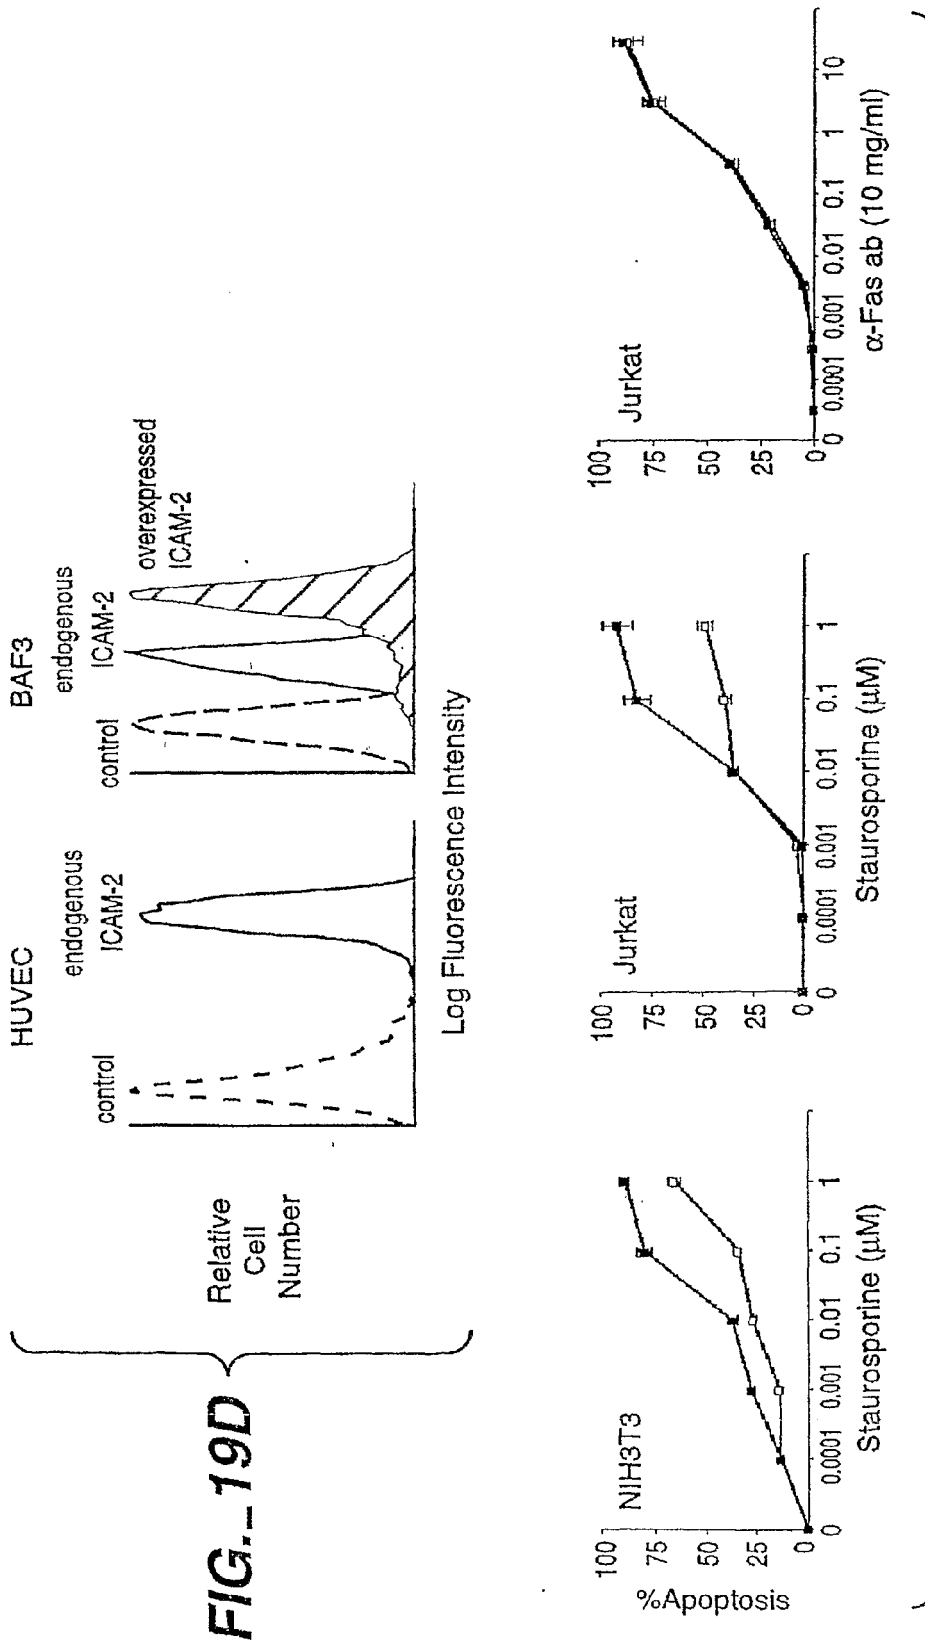 FIG._19D
Relative
Cell
Number
HUVEC
control
endogenous
ICAM-2
BAF3
control
endogenous
ICAM-2
overexpressed
ICAM-2
Log Fluorescence Intensity
%Apoptosis
100
75
50
25
0
NIH3T3
0 0.0001 0.001 0.01 0.1 1
Staurosporine (μM)
100
75
50
25
0
Jurkat
0 0.0001 0.001 0.01 0.1 1
Staurosporine (μM)
100
75
50
25
0
Jurkat
0 0.0001 0.001 0.01 0.1 1 10
α-Fas ab (10 mg/ml)